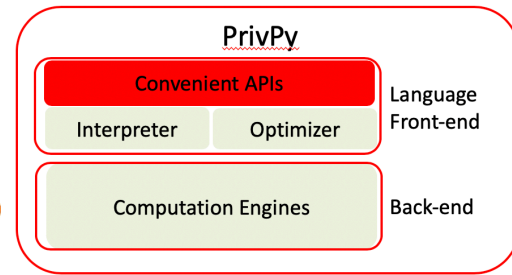 PrivPy
Convenient APIs
Interpreter
Optimizer
Language
Front-end
Computation Engines
Back-end